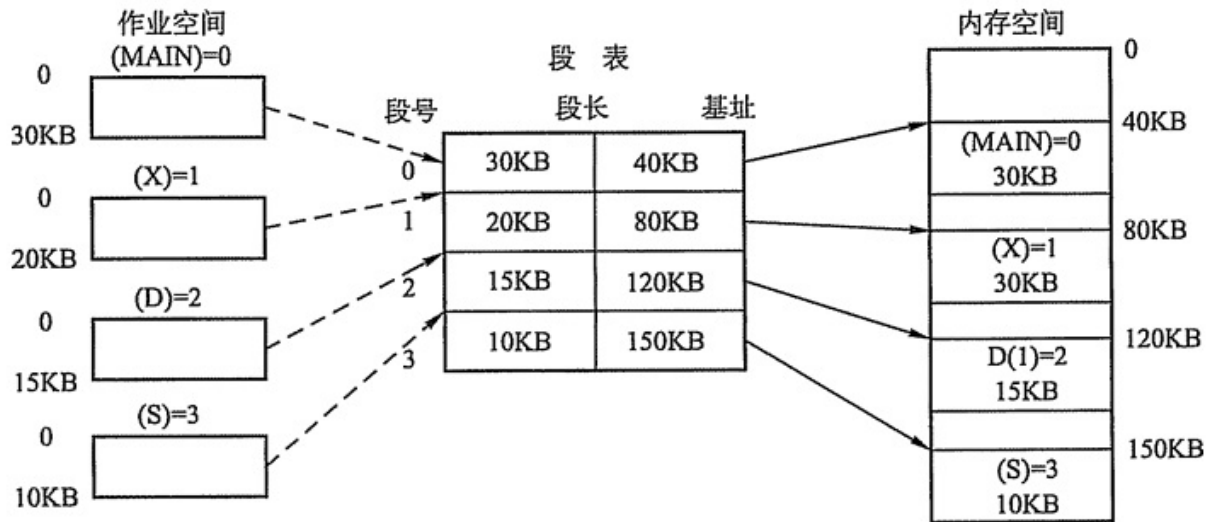 作业空间
(MAIN)=0
0
30KB
(X)=1
0
20KB
(D)=2
0
15KB
(S)=3
0
10KB
段 表
段号 段长 基址
0 30KB 40KB
1 20KB 80KB
2 15KB 120KB
3 10KB 150KB
内存空间
0
40KB
(MAIN)=0
30KB
80KB
(X)=1
30KB
120KB
D(1)=2
15KB
150KB
(S)=3
10KB